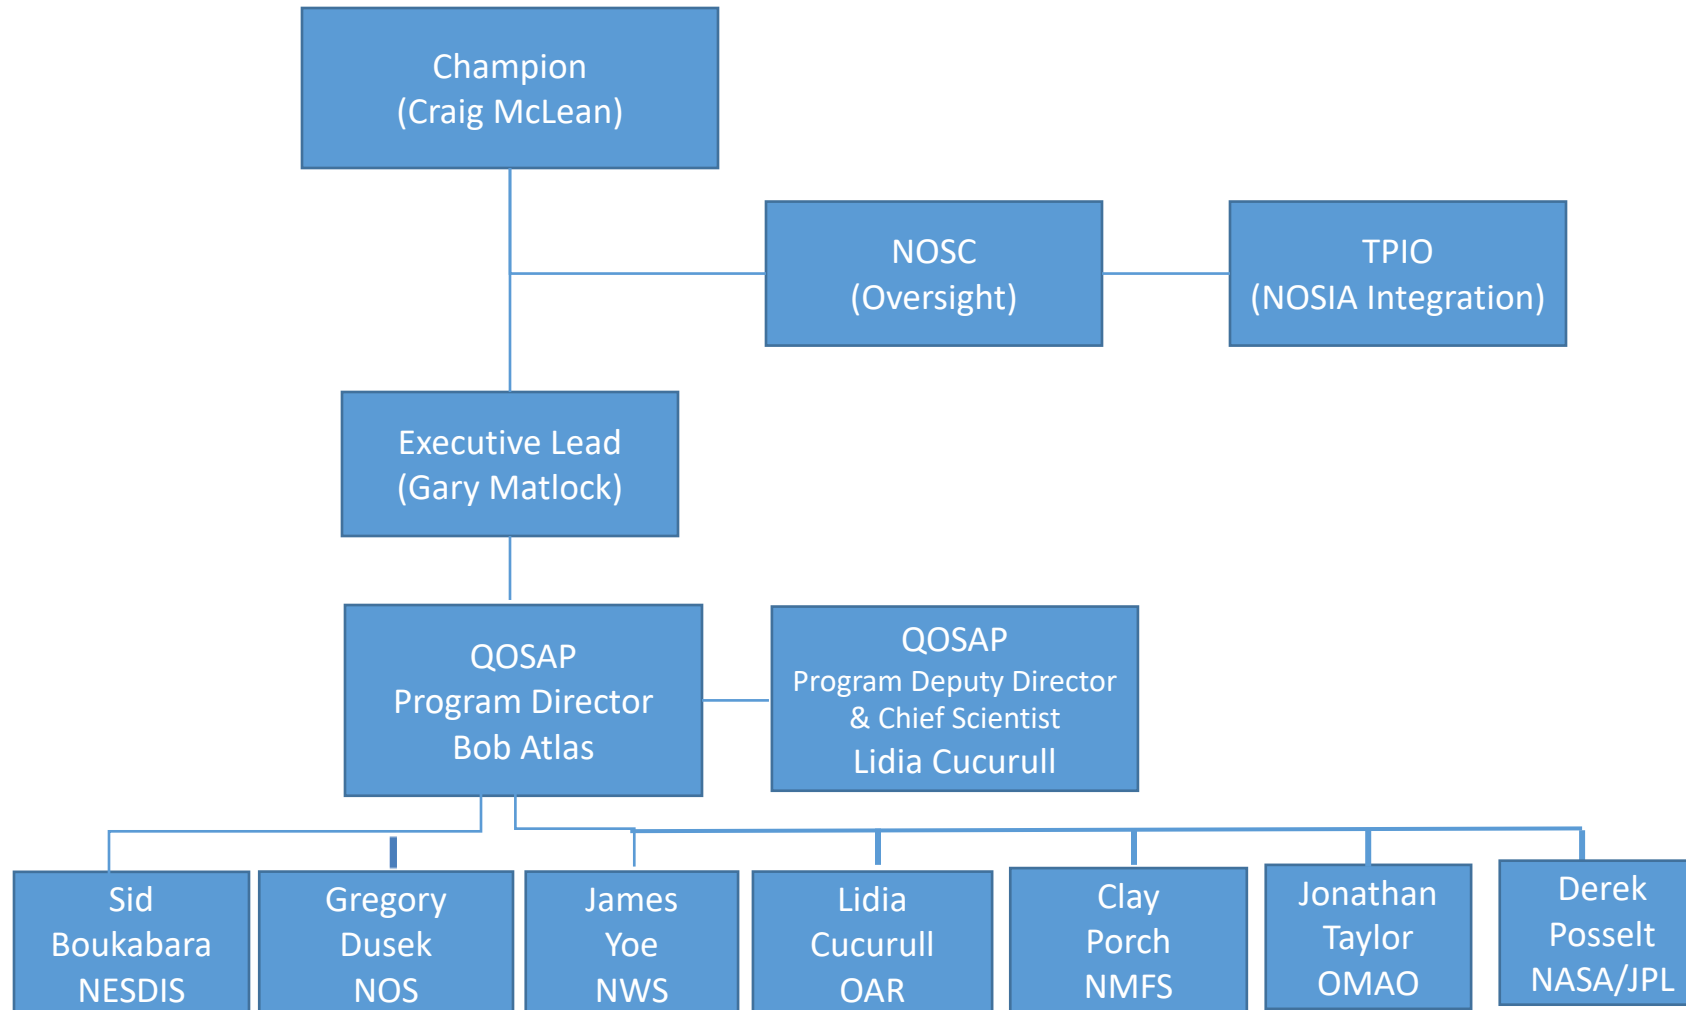 Champion
(Craig McLean)
NOSC
(Oversight)
TPIO
(NOSIA Integration)
Executive Lead
(Gary Matlock)
QOSAP
Program Director
Bob Atlas
QOSAP
Program Deputy Director
& Chief Scientist
Lidia Cucurull
Sid
Boukabara
NESDIS
Gregory
Dusek
NOS
James
Yoe
NWS
Lidia
Cucurull
OAR
Clay
Porch
NMFS
Jonathan
Taylor
OMAO
Derek
Posselt
NASA/JPL